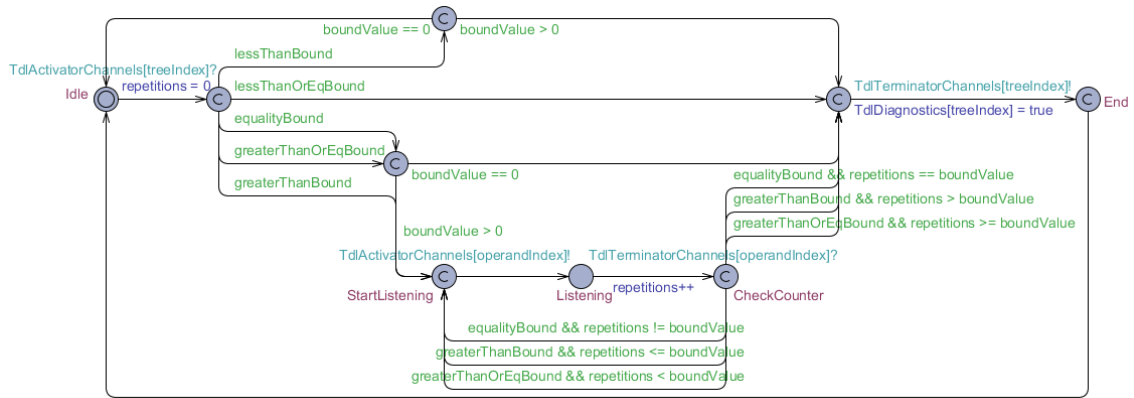 boundValue == 0
boundValue > 0
lessThanBound
TdlActivatorChannels[treeIndex]?
repetitions = 0
lessThanOrEqBound
TdlTerminatorChannels[treeIndex]!
Idle
C
C
C
C
End
TdlDiagnostics[treeIndex] = true
equalityBound
greaterThanOrEqBound
C
boundValue == 0
equalityBound && repetitions == boundValue
greaterThanBound
greaterThanBound && repetitions > boundValue
boundValue > 0
greaterThanOrEqBound && repetitions >= boundValue
TdlActivatorChannels[operandIndex]!
TdlTerminatorChannels[operandIndex]?
C
C
StartListening
Listening
repetitions++
CheckCounter
equalityBound && repetitions != boundValue
greaterThanBound && repetitions <= boundValue
greaterThanOrEqBound && repetitions < boundValue